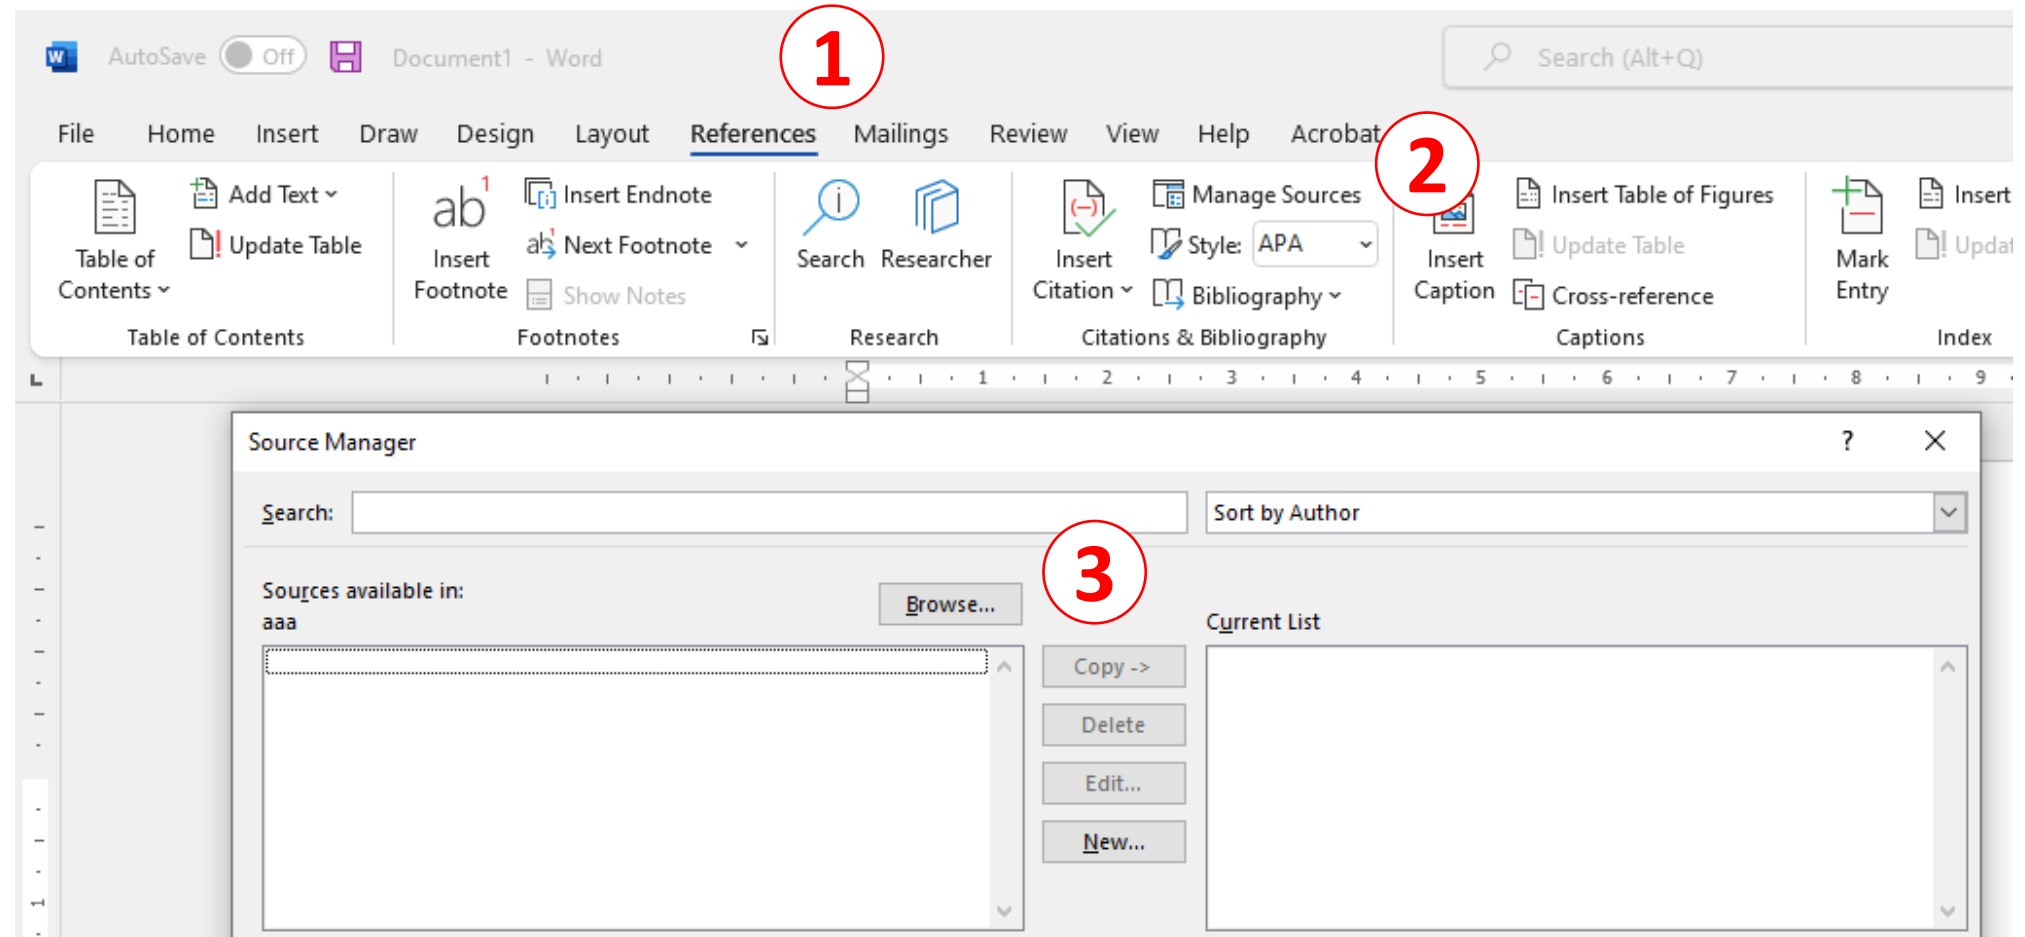 AutoSave Off Document1 - Word Search (Alt+Q)
1
File Home Insert Draw Design Layout References Mailings Review View Help Acrobat
2
Table of Contents
Add Text
Update Table
Table of Contents
ab1
Insert Footnote
Insert Endnote
ab1 Next Footnote
Show Notes
Footnotes
Search Researcher
Research
Insert Citation
Manage Sources
Style: APA
Bibliography
Citations & Bibliography
Insert Caption
Insert Table of Figures
Update Table
Cross-reference
Captions
Mark Entry
Insert
Index
1 2 3 4 5 6 7 8 9
Source Manager ?
Search: Sort by Author
3
Sources available in:
Browse...
aaa Current List
Copy ->
Delete
Edit...
New...
1